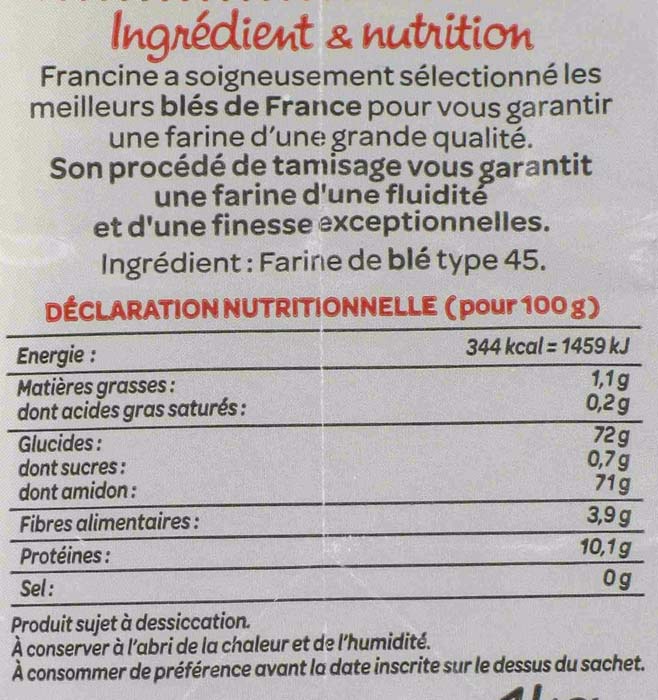 Ingrédient & nutrition
Francine a soigneusement sélectionné les
meilleurs blés de France pour vous garantir
une farine d'une grande qualité.
Son procédé de tamisage vous garantit
une farine d'une fluidité
et d'une finesse exceptionnelles.
Ingrédient : Farine de blé type 45.
DÉCLARATION NUTRITIONNELLE (pour 100 g)
Energie : 344 kcal = 1459 kJ
Matières grasses : 1,1 g
dont acides gras saturés : 0,2 g
Glucides : 72 g
dont sucres : 0,7 g
dont amidon : 71 g
Fibres alimentaires : 3,9 g
Protéines : 10,1 g
Sel : 0 g
Produit sujet à dessiccation.
À conserver à l'abri de la chaleur et de l'humidité.
À consommer de préférence avant la date inscrite sur le dessus du sachet.